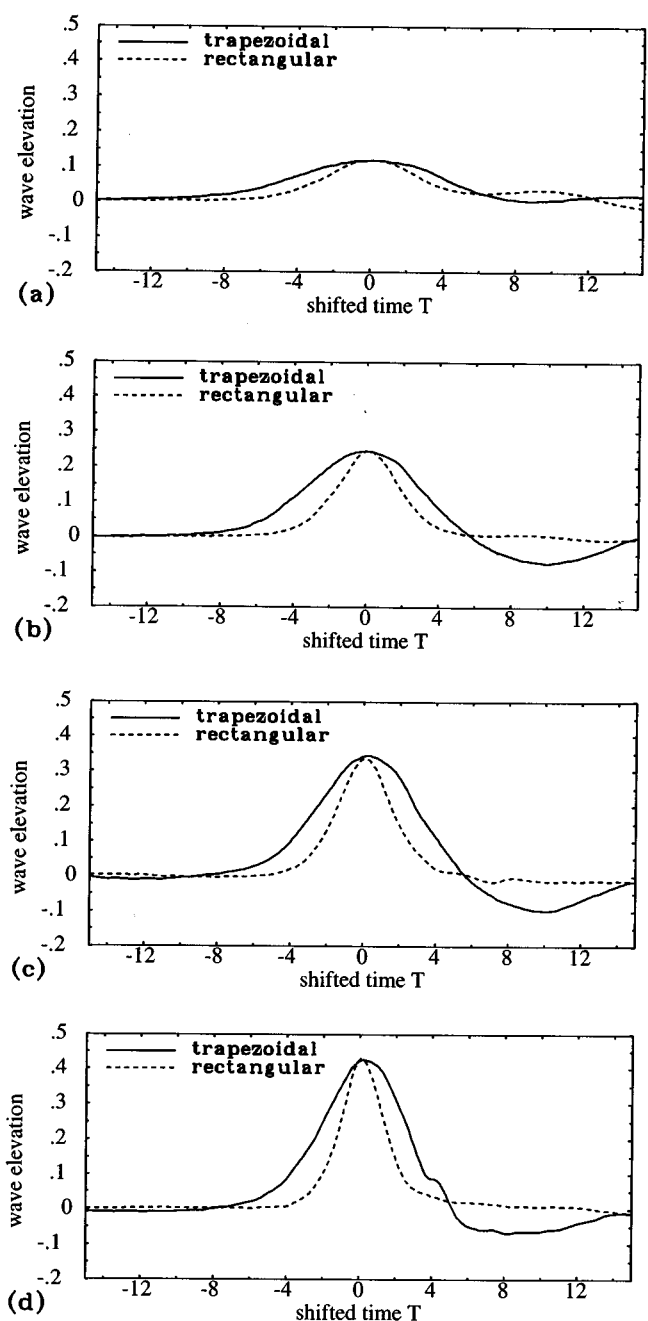 .5
trapezoidal
.4
rectangular
.3
.2
.1
0
-.1
-.2
wave elevation
-12 -8 -4 0 4 8 12
shifted time T
(a)
.5
trapezoidal
.4
rectangular
.3
.2
.1
0
-.1
-.2
wave elevation
-12 -8 -4 0 4 8 12
shifted time T
(b)
.5
trapezoidal
.4
rectangular
.3
.2
.1
0
-.1
-.2
wave elevation
-12 -8 -4 0 4 8 12
shifted time T
(c)
.5
trapezoidal
.4
rectangular
.3
.2
.1
0
-.1
-.2
wave elevation
-12 -8 -4 0 4 8 12
shifted time T
(d)